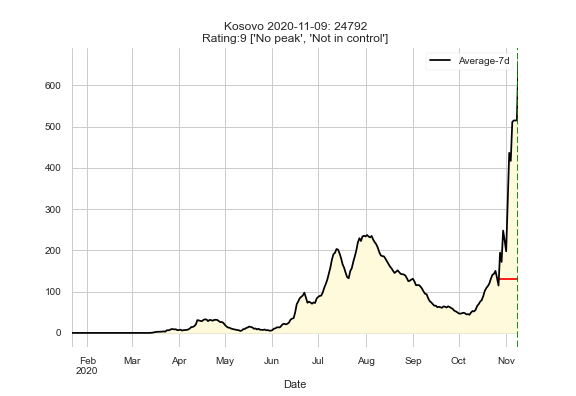 Kosovo 2020-11-09: 24792
Rating:9 ['No peak', 'Not in control']
Average-7d
600
500
400
300
200
100
0
Feb Mar Apr May Jun Jul Aug Sep Oct Nov
2020
Date